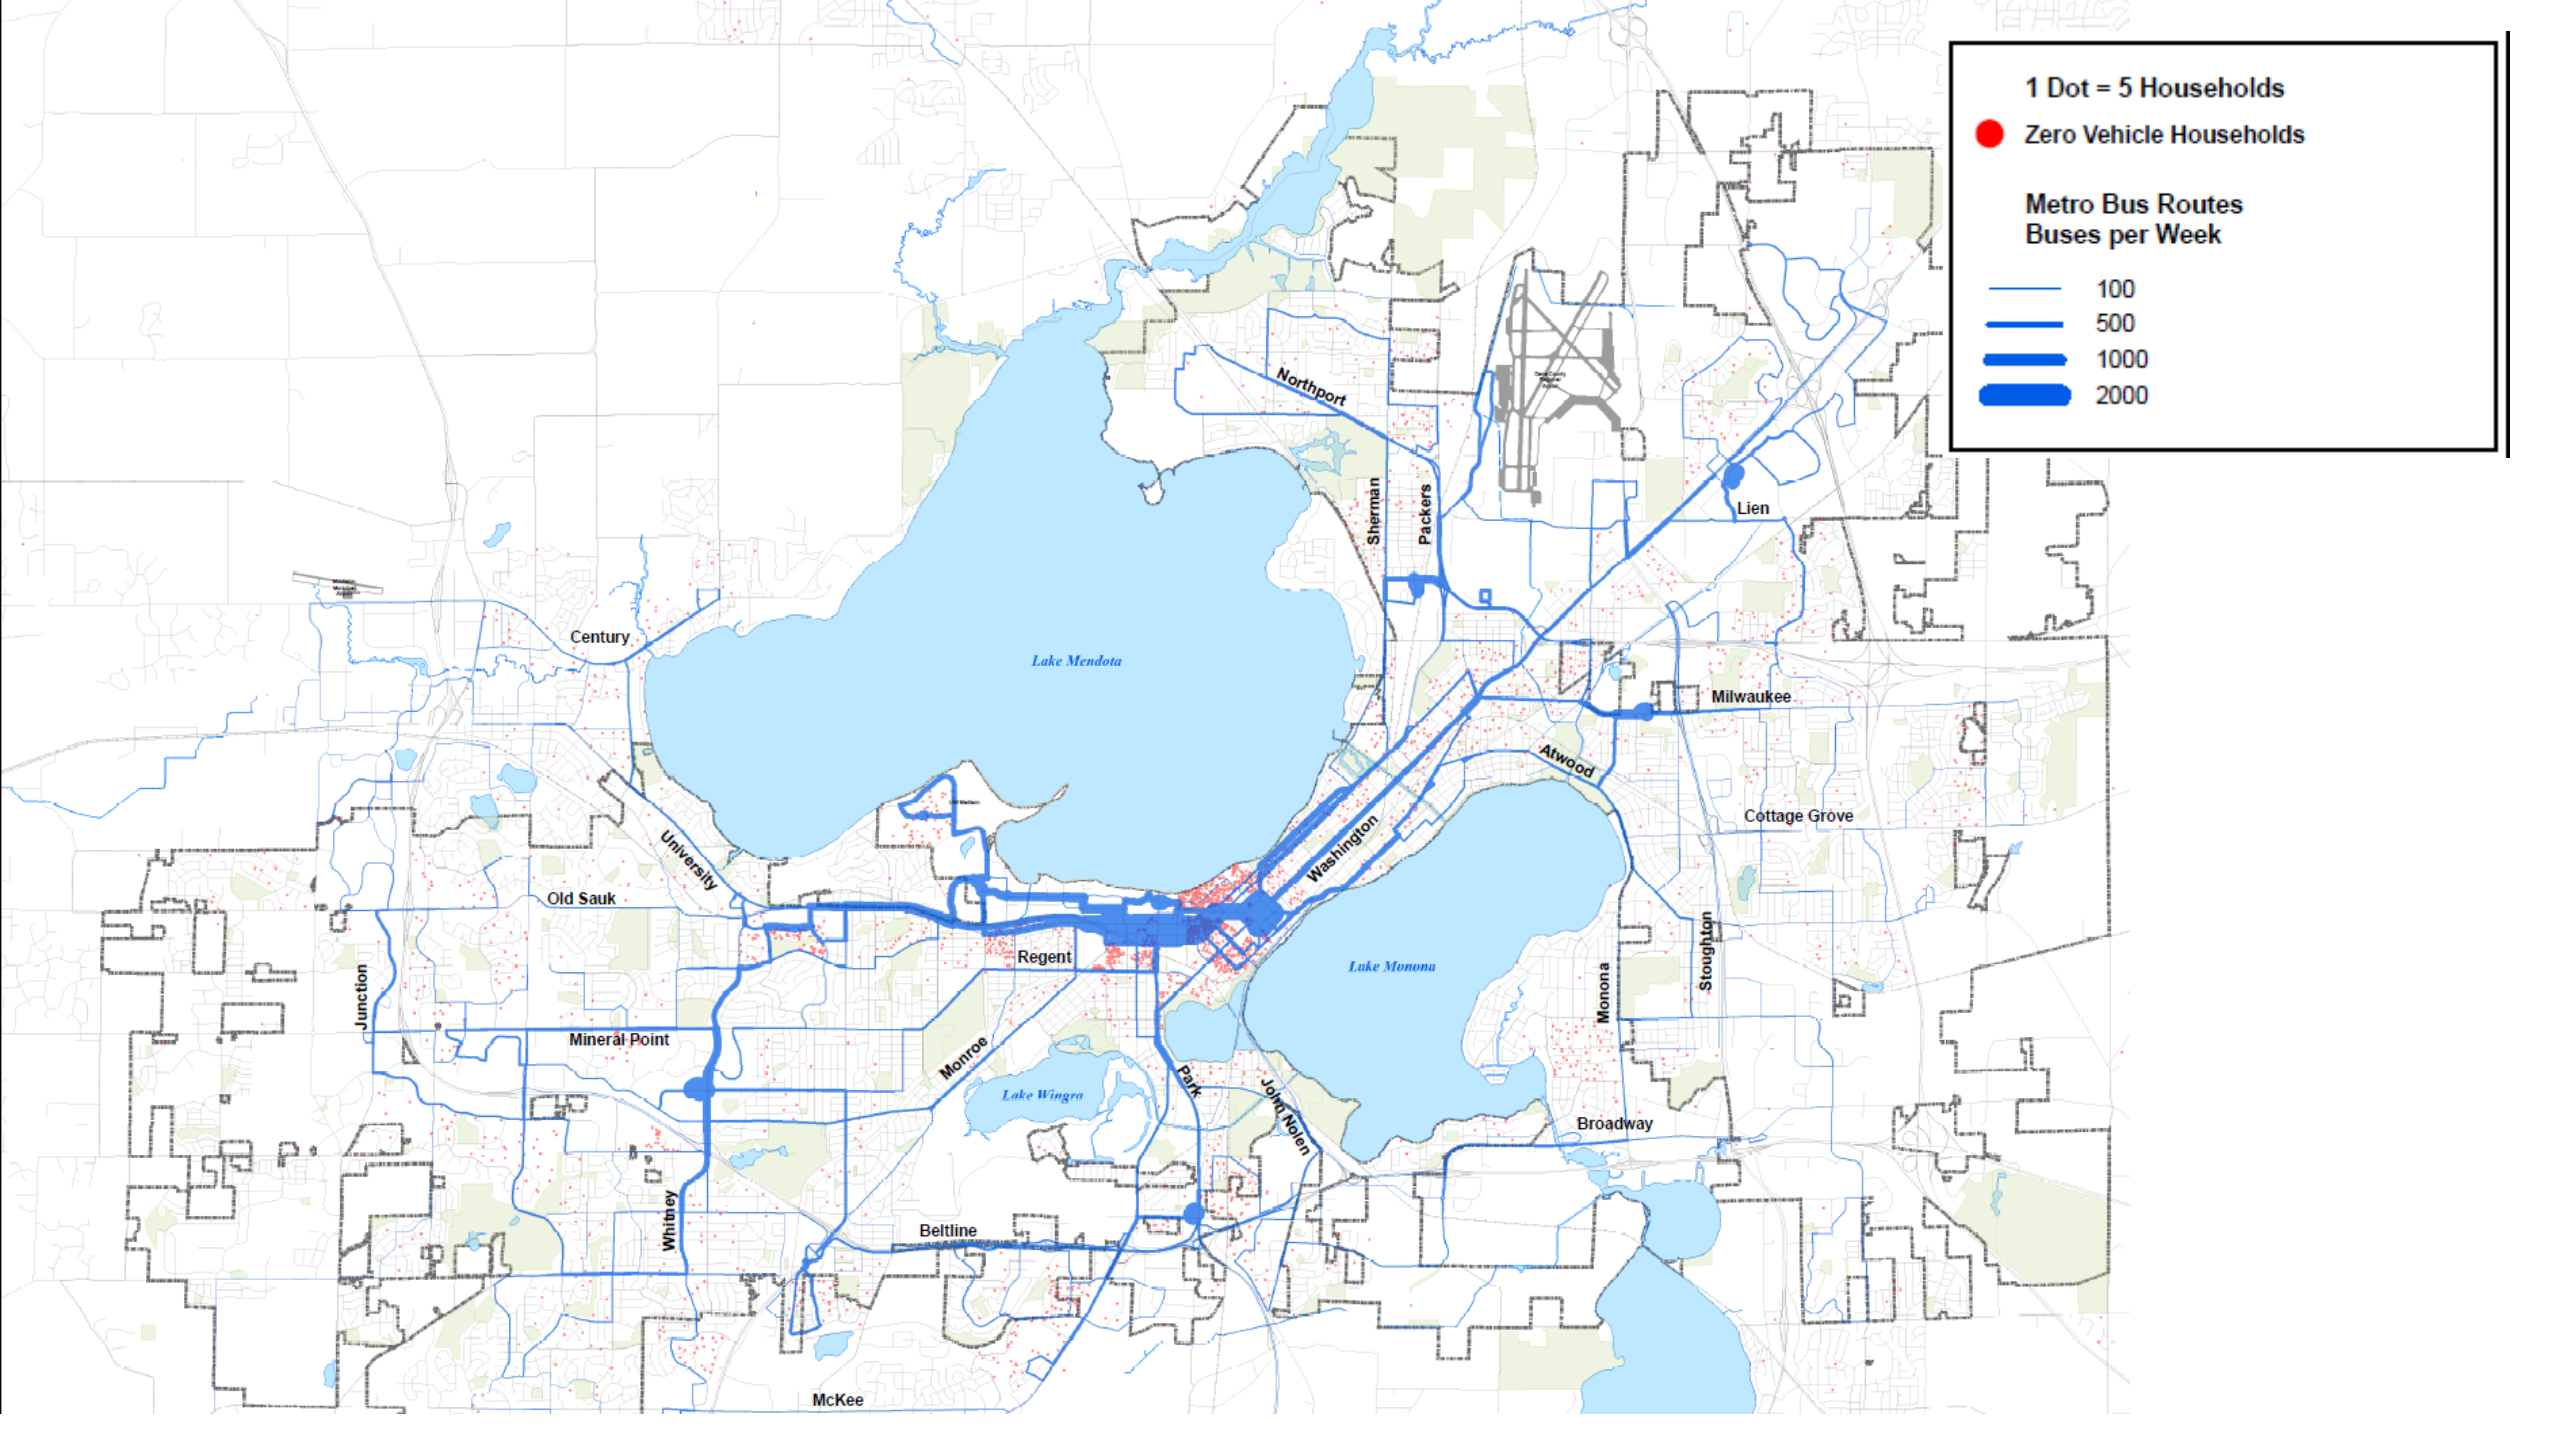 1 Dot = 5 Households
Zero Vehicle Households
Metro Bus Routes
Buses per Week
100
500
1000
2000
Northport
Sherman
Packers
Lien
Century
Lake Mendota
Milwaukee
Atwood
Cottage Grove
University
Washington
Old Sauk
Regent
Lake Monona
Junction
Stoughton
Monona
Mineral Point
Monroe
Park
Lake Wingra
John Nolen
Broadway
Whitney
Beltline
McKee